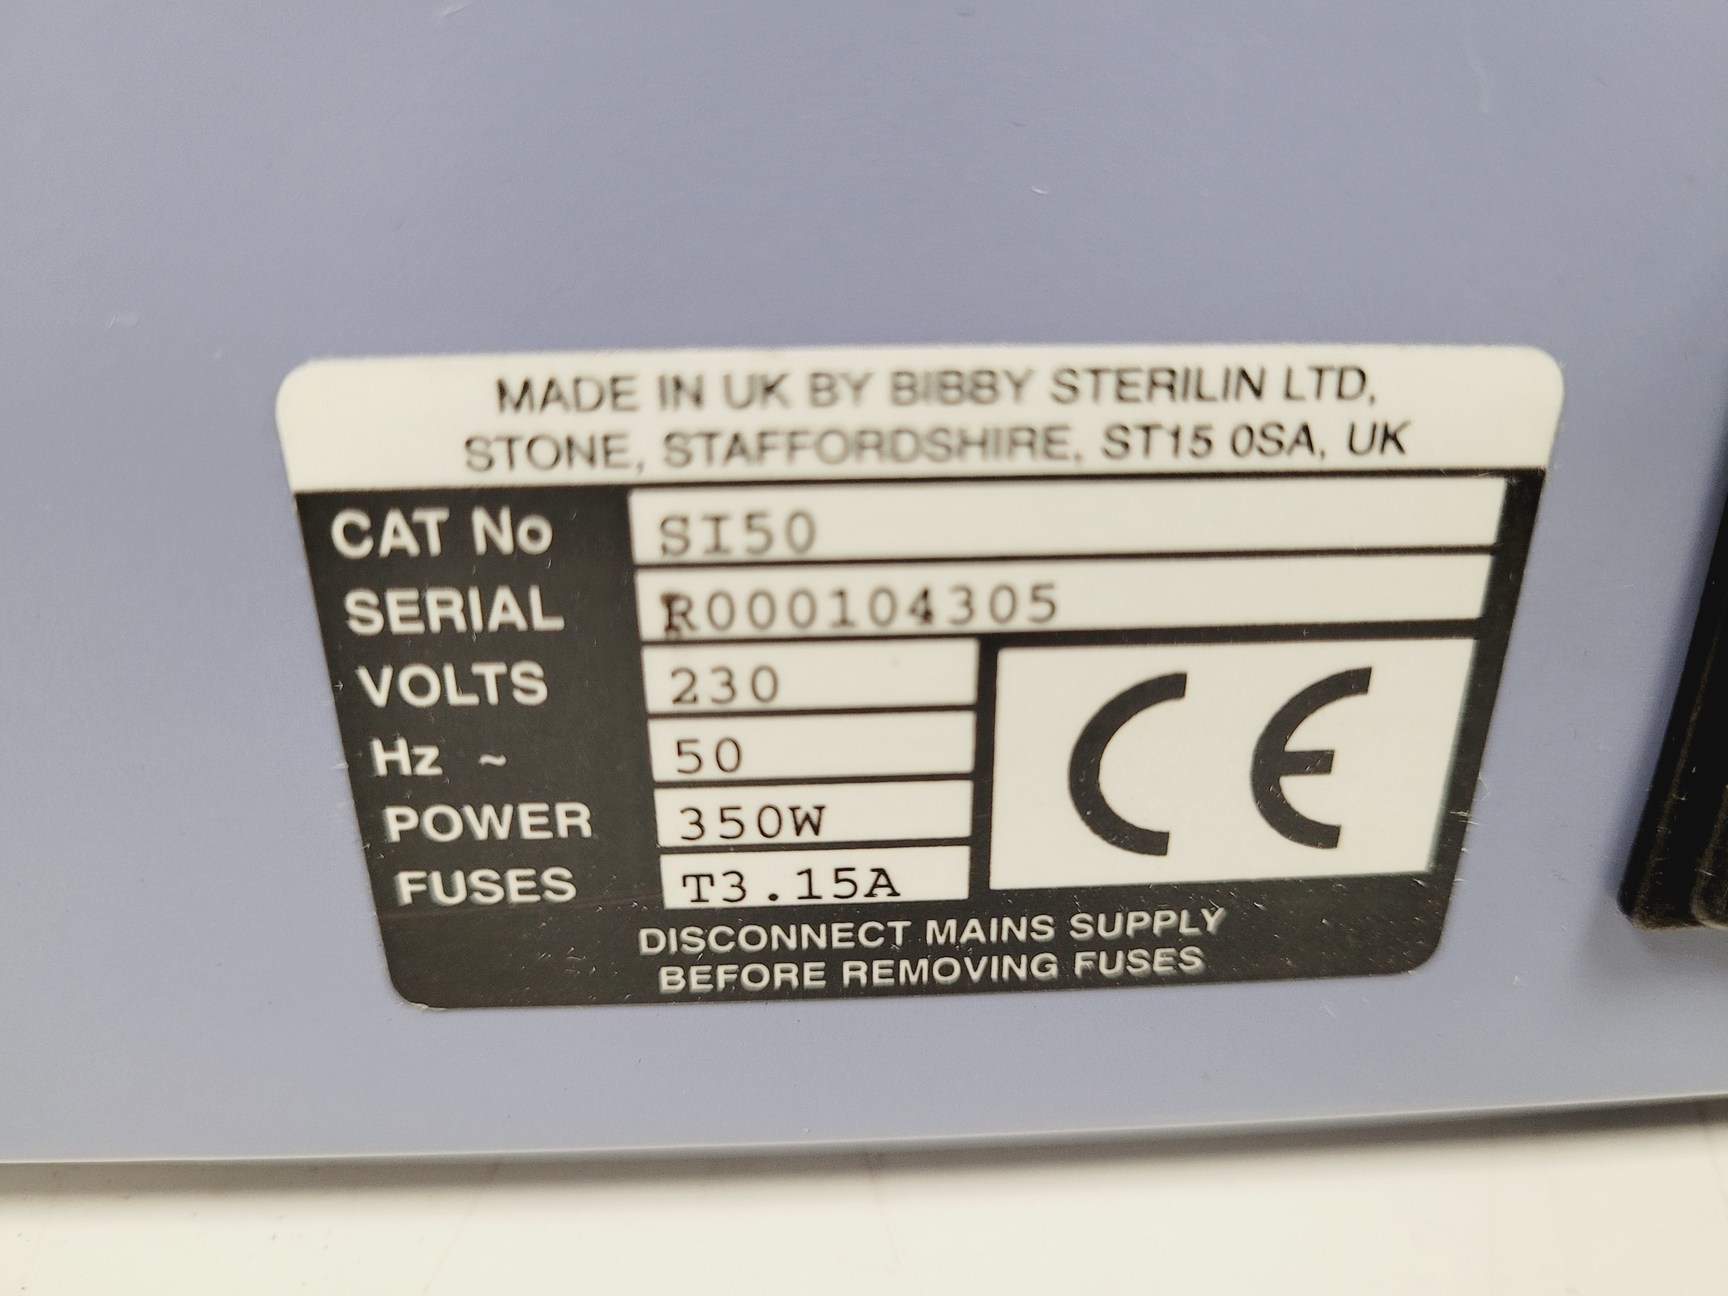 MADE IN UK BY BIBBY STERILIN LTD,
STONE, STAFFORDSHIRE, ST15 0SA, UK
CAT No SI50
SERIAL R000104305
VOLTS 230
Hz ~ 50
POWER 350W
FUSES T3.15A
CE
DISCONNECT MAINS SUPPLY
BEFORE REMOVING FUSES